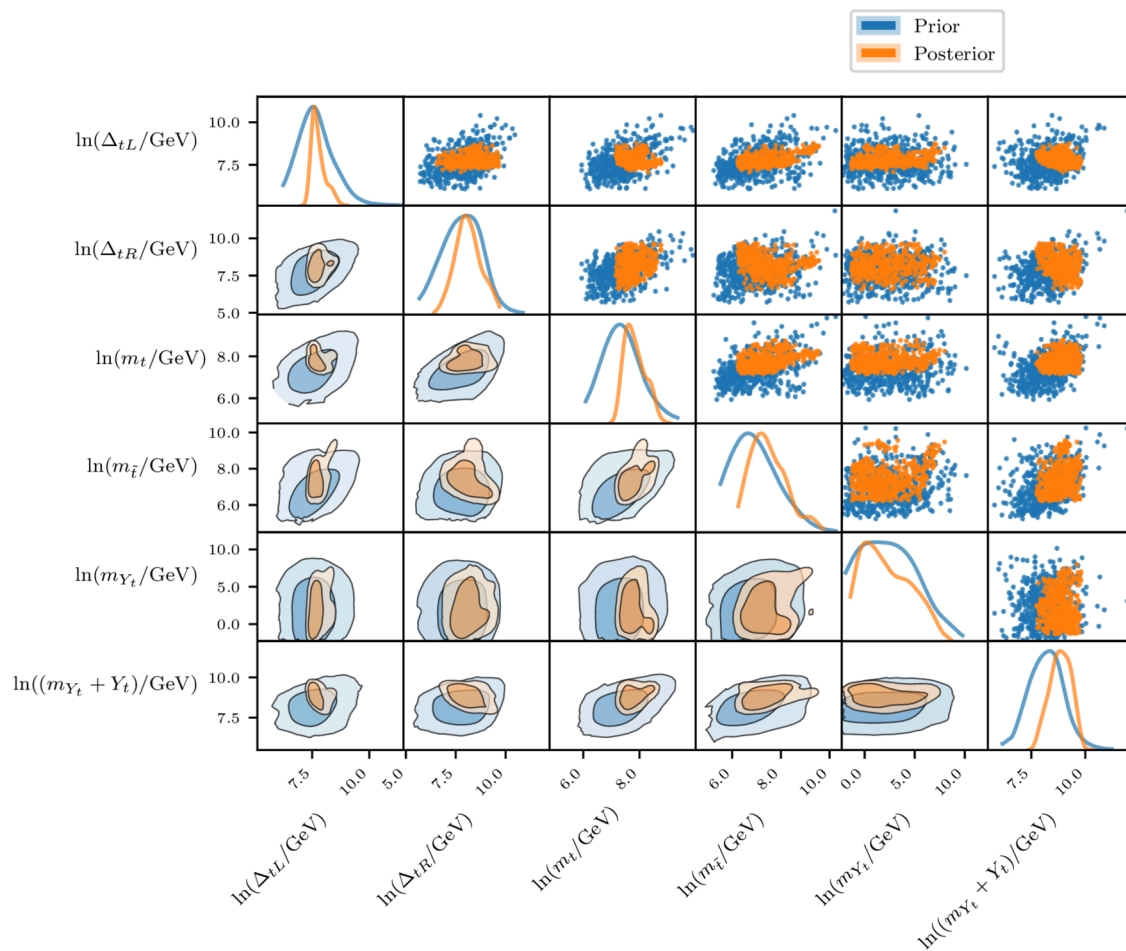 Prior
Posterior
ln(Δ_{tL}/GeV)
10.0
7.5
ln(Δ_{tR}/GeV)
10.0
7.5
5.0
ln(m_t/GeV)
8.0
6.0
ln(m_{\tilde{t}}/GeV)
10.0
8.0
6.0
ln(m_{Y_t}/GeV)
10.0
5.0
0.0
ln((m_{Y_t} + Y_t)/GeV)
10.0
7.5
7.5 10.0 5.0 7.5 10.0 6.0 8.0 6.0 8.0 10.0 0.0 5.0 10.0 7.5 10.0
ln(Δ_{tL}/GeV) ln(Δ_{tR}/GeV) ln(m_t/GeV) ln(m_{\tilde{t}}/GeV) ln(m_{Y_t}/GeV) ln((m_{Y_t} + Y_t)/GeV)